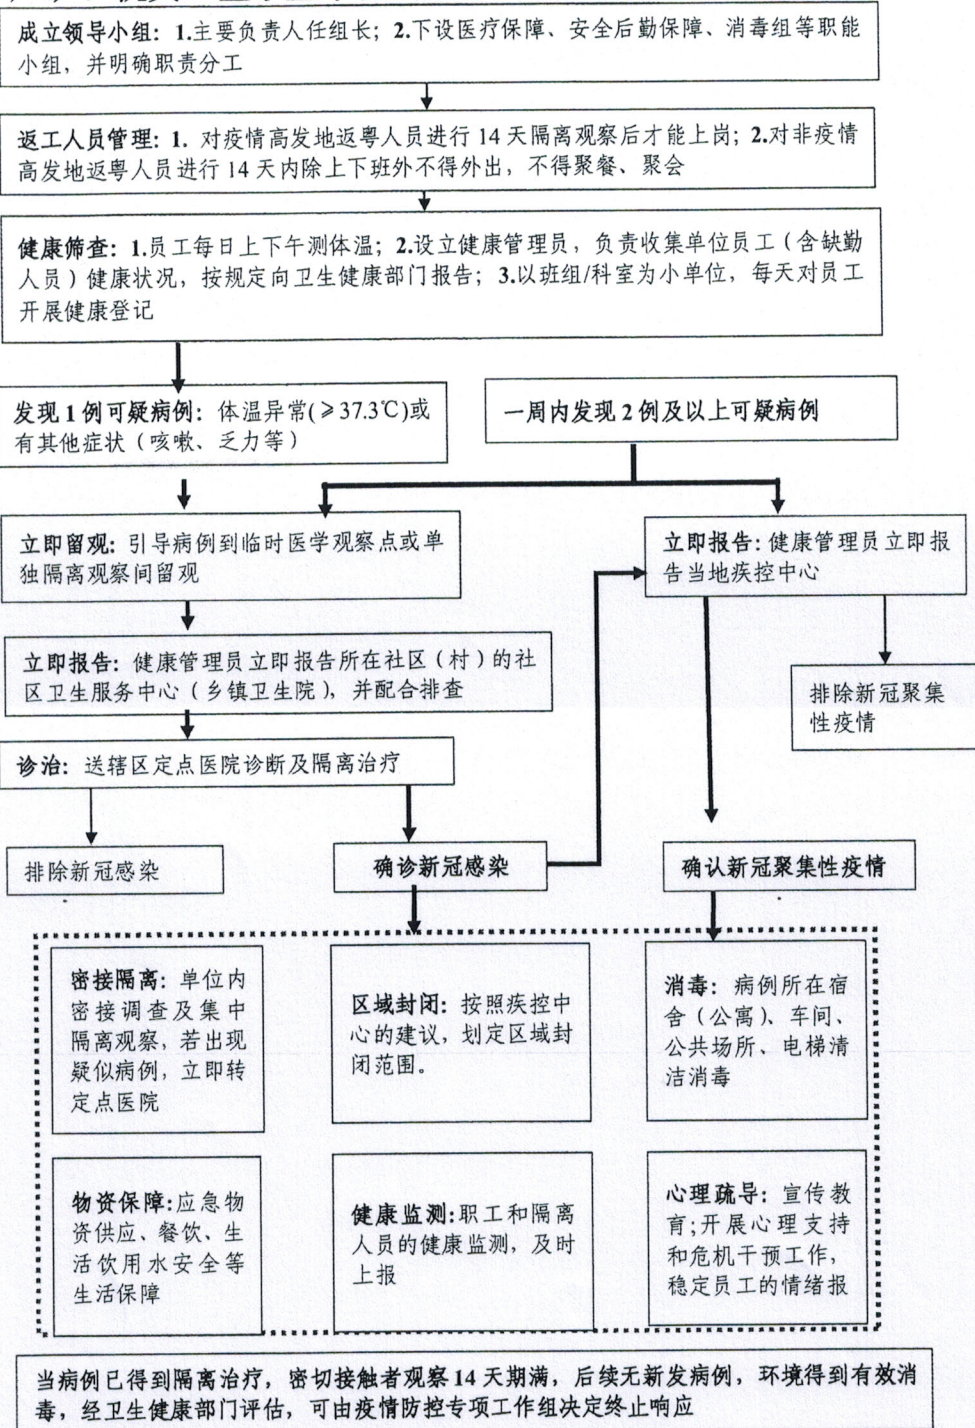 成立领导小组：1.主要负责人任组长；2.下设医疗保障、安全后勤保障、消毒组等职能
小组，并明确职责分工
返工人员管理：1. 对疫情高发地返粤人员进行 14 天隔离观察后才能上岗；2.对非疫情
高发地返粤人员进行 14 天内除上下班外不得外出，不得聚餐、聚会
健康筛查：1.员工每日上下午测体温；2.设立健康管理员，负责收集单位员工（含缺勤
人员）健康状况，按规定向卫生健康部门报告；3.以班组/科室为小单位，每天对员工
开展健康登记
发现 1 例可疑病例：体温异常(≥37.3℃)或
有其他症状（咳嗽、乏力等）
一周内发现 2 例及以上可疑病例
立即留观：引导病例到临时医学观察点或单
独隔离观察间留观
立即报告：健康管理员立即报
告当地疾控中心
立即报告：健康管理员立即报告所在社区（村）的社
区卫生服务中心（乡镇卫生院），并配合排查
排除新冠聚集
性疫情
诊治：送辖区定点医院诊断及隔离治疗
排除新冠感染
确诊新冠感染
确认新冠聚集性疫情
密接隔离：单位内
密接调查及集中
隔离观察，若出现
疑似病例，立即转
定点医院
区域封闭：按照疾控中
心的建议，划定区域封
闭范围。
消毒：病例所在宿
舍（公寓）、车间、
公共场所、电梯清
洁消毒
物资保障:应急物
资供应、餐饮、生
活饮用水安全等
生活保障
健康监测:职工和隔离
人员的健康监测，及时
上报
心理疏导：宣传教
育;开展心理支持
和危机干预工作，
稳定员工的情绪报
当病例已得到隔离治疗，密切接触者观察 14 天期满，后续无新发病例，环境得到有效消
毒，经卫生健康部门评估，可由疫情防控专项工作组决定终止响应